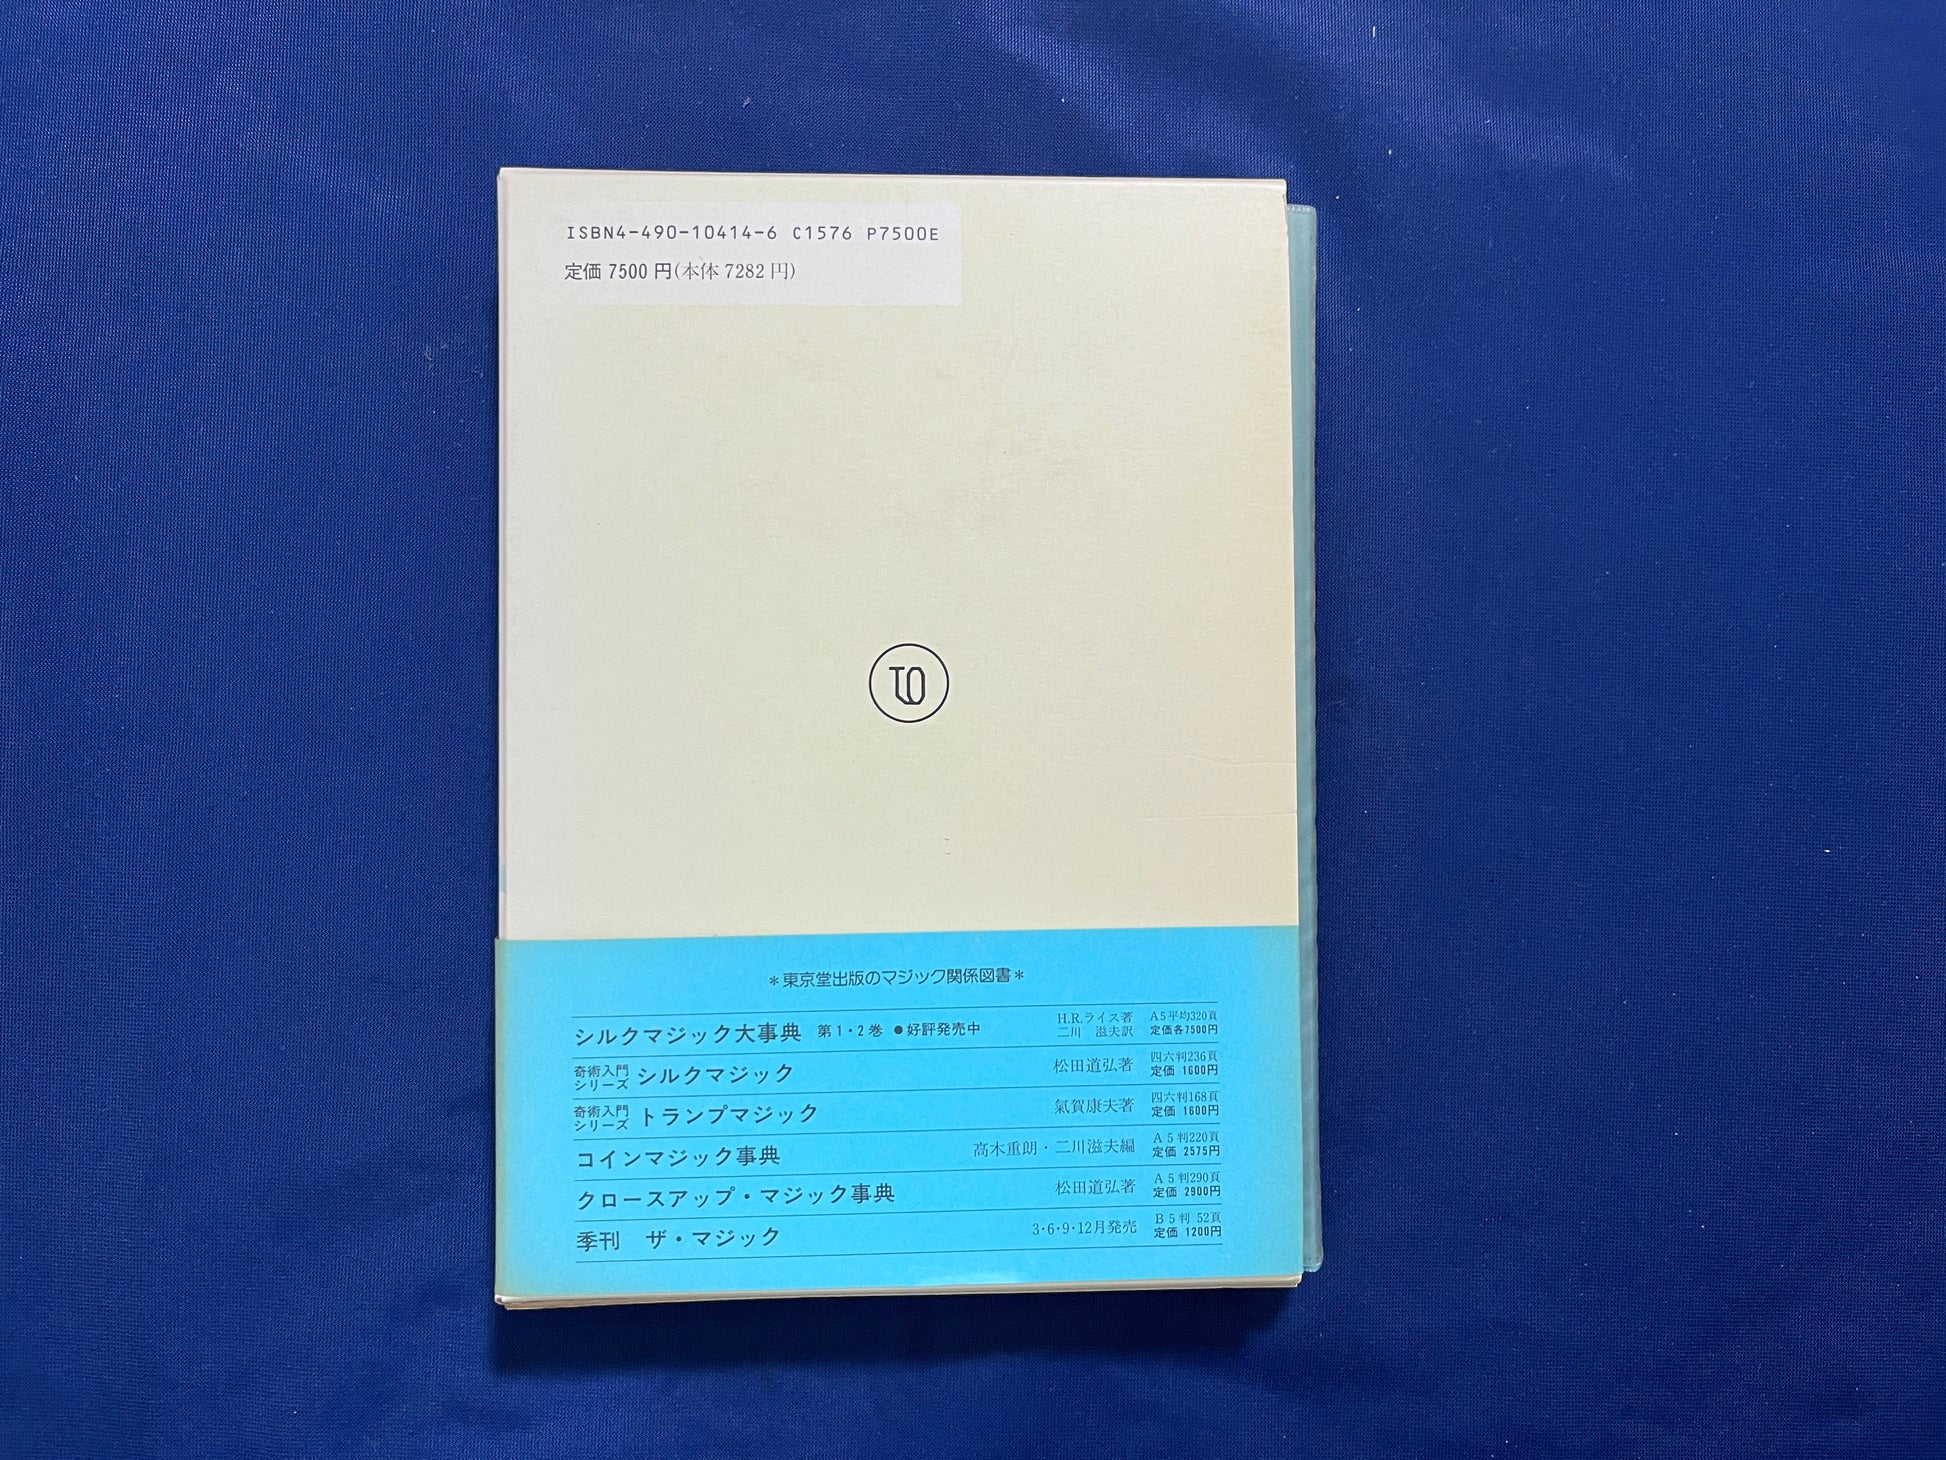 ISBN4-490-10414-6 C1576 P7500E
定価 7500 円(本体 7282 円)
TO
＊東京堂出版のマジック関係図書＊
シルクマジック大事典 第1・2巻 ●好評発売中 H.R.ライス著 二川 滋夫訳 A5平均320頁 定価各7500円
奇術入門シリーズ シルクマジック 松田道弘著 四六判236頁 定価 1600円
奇術入門シリーズ トランプマジック 氣賀康夫著 四六判168頁 定価 1600円
コインマジック事典 高木重朗・二川滋夫編 A5判220頁 定価 2575円
クロースアップ・マジック事典 松田道弘著 A5判290頁 定価 2900円
季刊 ザ・マジック 3・6・9・12月発売 B5判 52頁 定価 1200円